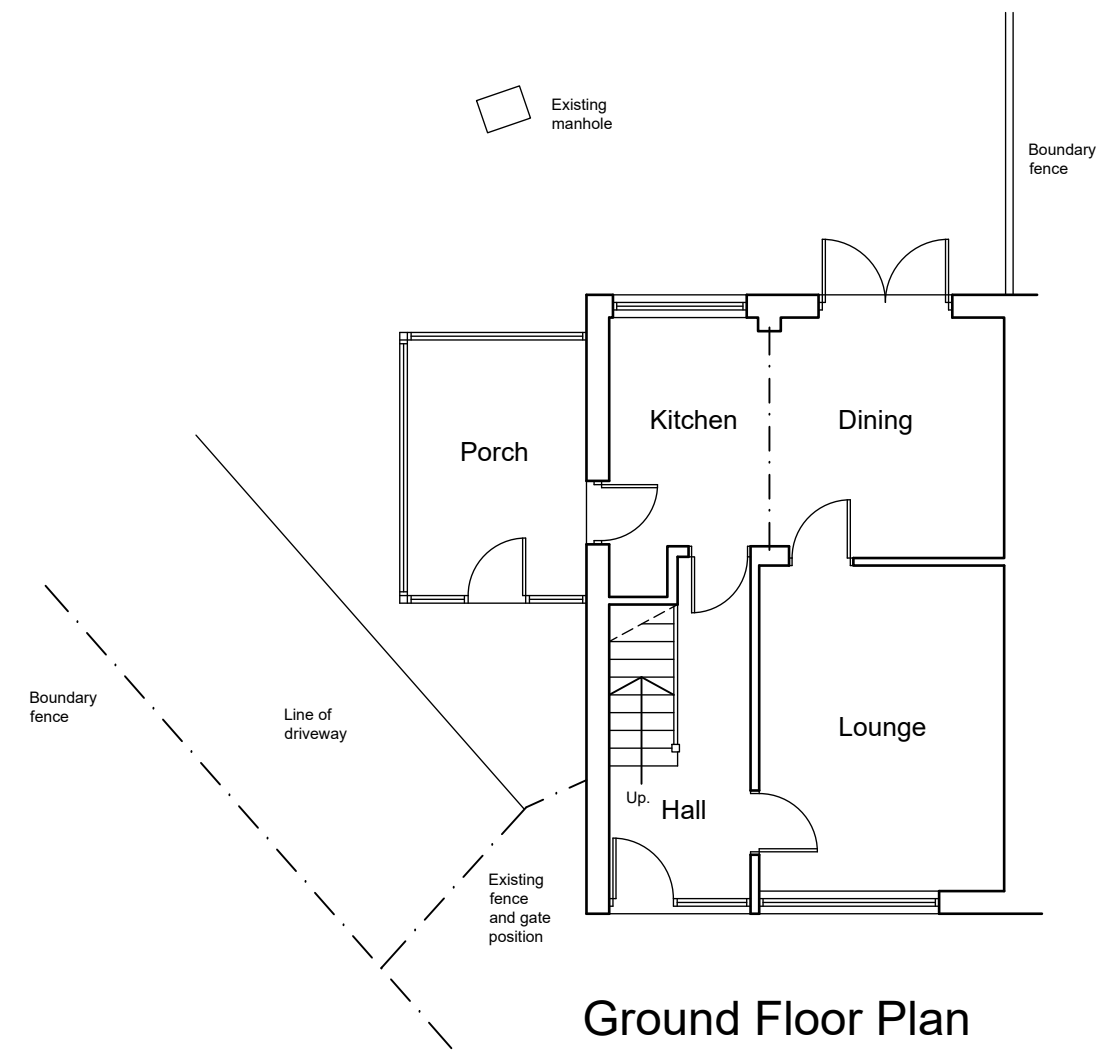 Existing
manhole
Boundary
fence
Kitchen
Dining
Porch
Boundary
fence
Line of
driveway
Lounge
Up.
Hall
Existing
fence
and gate
position
Ground Floor Plan